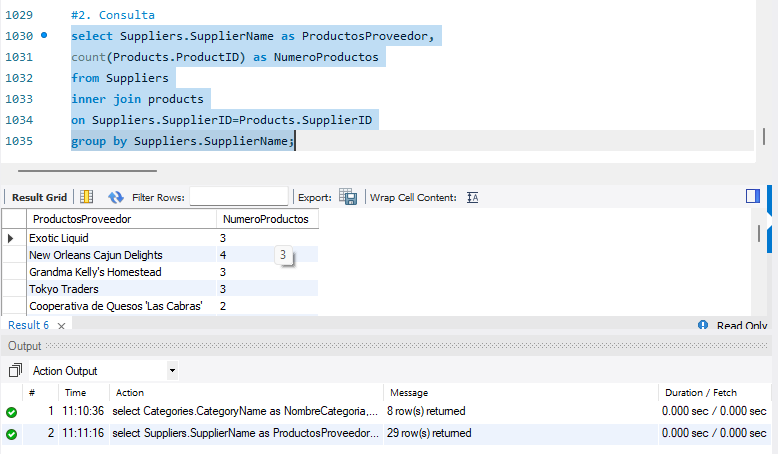 1029 #2. Consulta
1030 select Suppliers.SupplierName as ProductosProveedor,
1031 count(Products.ProductID) as NumeroProductos
1032 from Suppliers
1033 inner join products
1034 on Suppliers.SupplierID=Products.SupplierID
1035 group by Suppliers.SupplierName;
Result Grid Filter Rows: Export: Wrap Cell Content: IA
ProductosProveedor NumeroProductos
Exotic Liquid 3
New Orleans Cajun Delights 4 3
Grandma Kelly's Homestead 3
Tokyo Traders 3
Cooperativa de Quesos 'Las Cabras' 2
Result 6 × Read Only
Output
Action Output
# Time Action Message Duration / Fetch
1 11:10:36 select Categories.CategoryName as NombreCategoria,... 8 row(s) returned 0.000 sec / 0.000 sec
2 11:11:16 select Suppliers.SupplierName as ProductosProveedor... 29 row(s) returned 0.000 sec / 0.000 sec